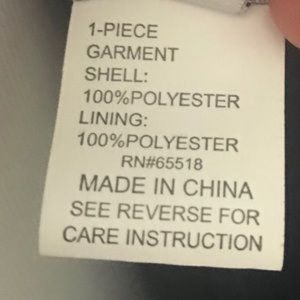 1-PIECE
GARMENT
SHELL:
100%POLYESTER
LINING:
100%POLYESTER
RN#65518
MADE IN CHINA
SEE REVERSE FOR
CARE INSTRUCTION